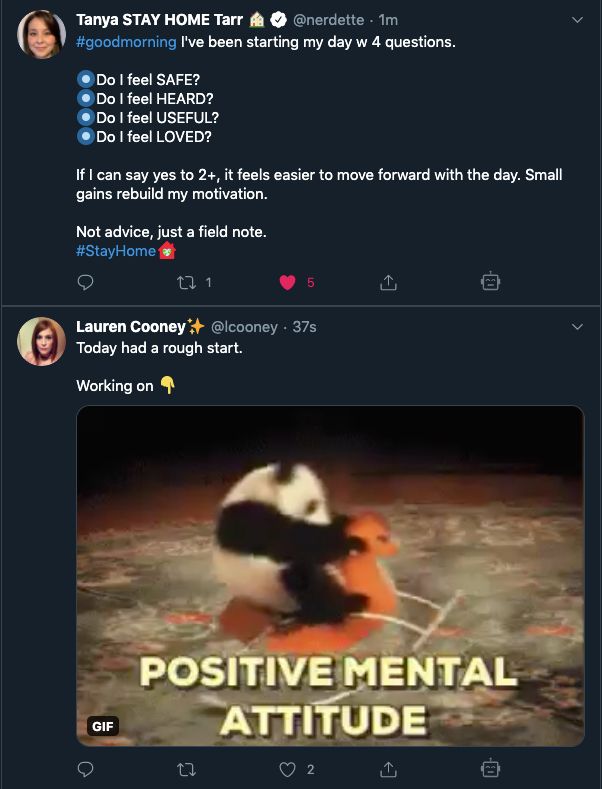 Tanya STAY HOME Tarr 🏠 @nerdette · 1m
#goodmorning I've been starting my day w 4 questions.
Do I feel SAFE?
Do I feel HEARD?
Do I feel USEFUL?
Do I feel LOVED?
If I can say yes to 2+, it feels easier to move forward with the day. Small
gains rebuild my motivation.
Not advice, just a field note.
#StayHome
1 5
Lauren Cooney✨ @lcooney · 37s
Today had a rough start.
Working on 👇
POSITIVE MENTAL
ATTITUDE
GIF
2